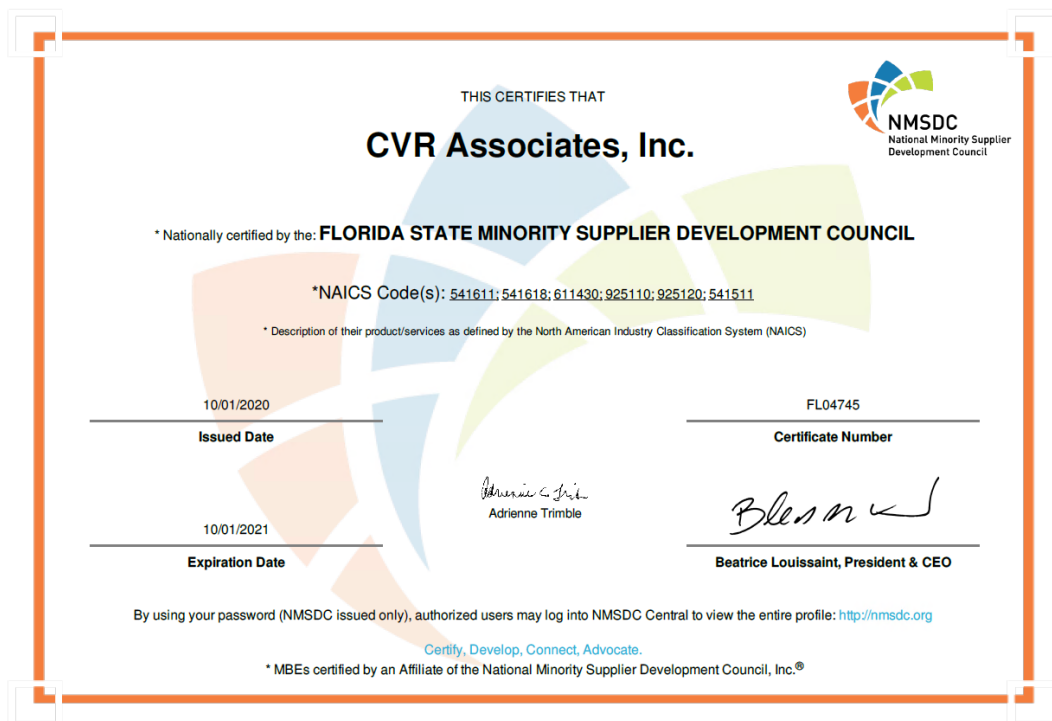 THIS CERTIFIES THAT
NMSDC
National Minority Supplier
Development Council
CVR Associates, Inc.
* Nationally certified by the: FLORIDA STATE MINORITY SUPPLIER DEVELOPMENT COUNCIL
*NAICS Code(s): 541611; 541618; 611430; 925110; 925120; 541511
* Description of their product/services as defined by the North American Industry Classification System (NAICS)
10/01/2020
Issued Date
FL04745
Certificate Number
Adrienne Trimble
10/01/2021
Expiration Date
Beatrice Louissaint, President & CEO
By using your password (NMSDC issued only), authorized users may log into NMSDC Central to view the entire profile: http://nmsdc.org
Certify, Develop, Connect, Advocate.
* MBEs certified by an Affiliate of the National Minority Supplier Development Council, Inc.®